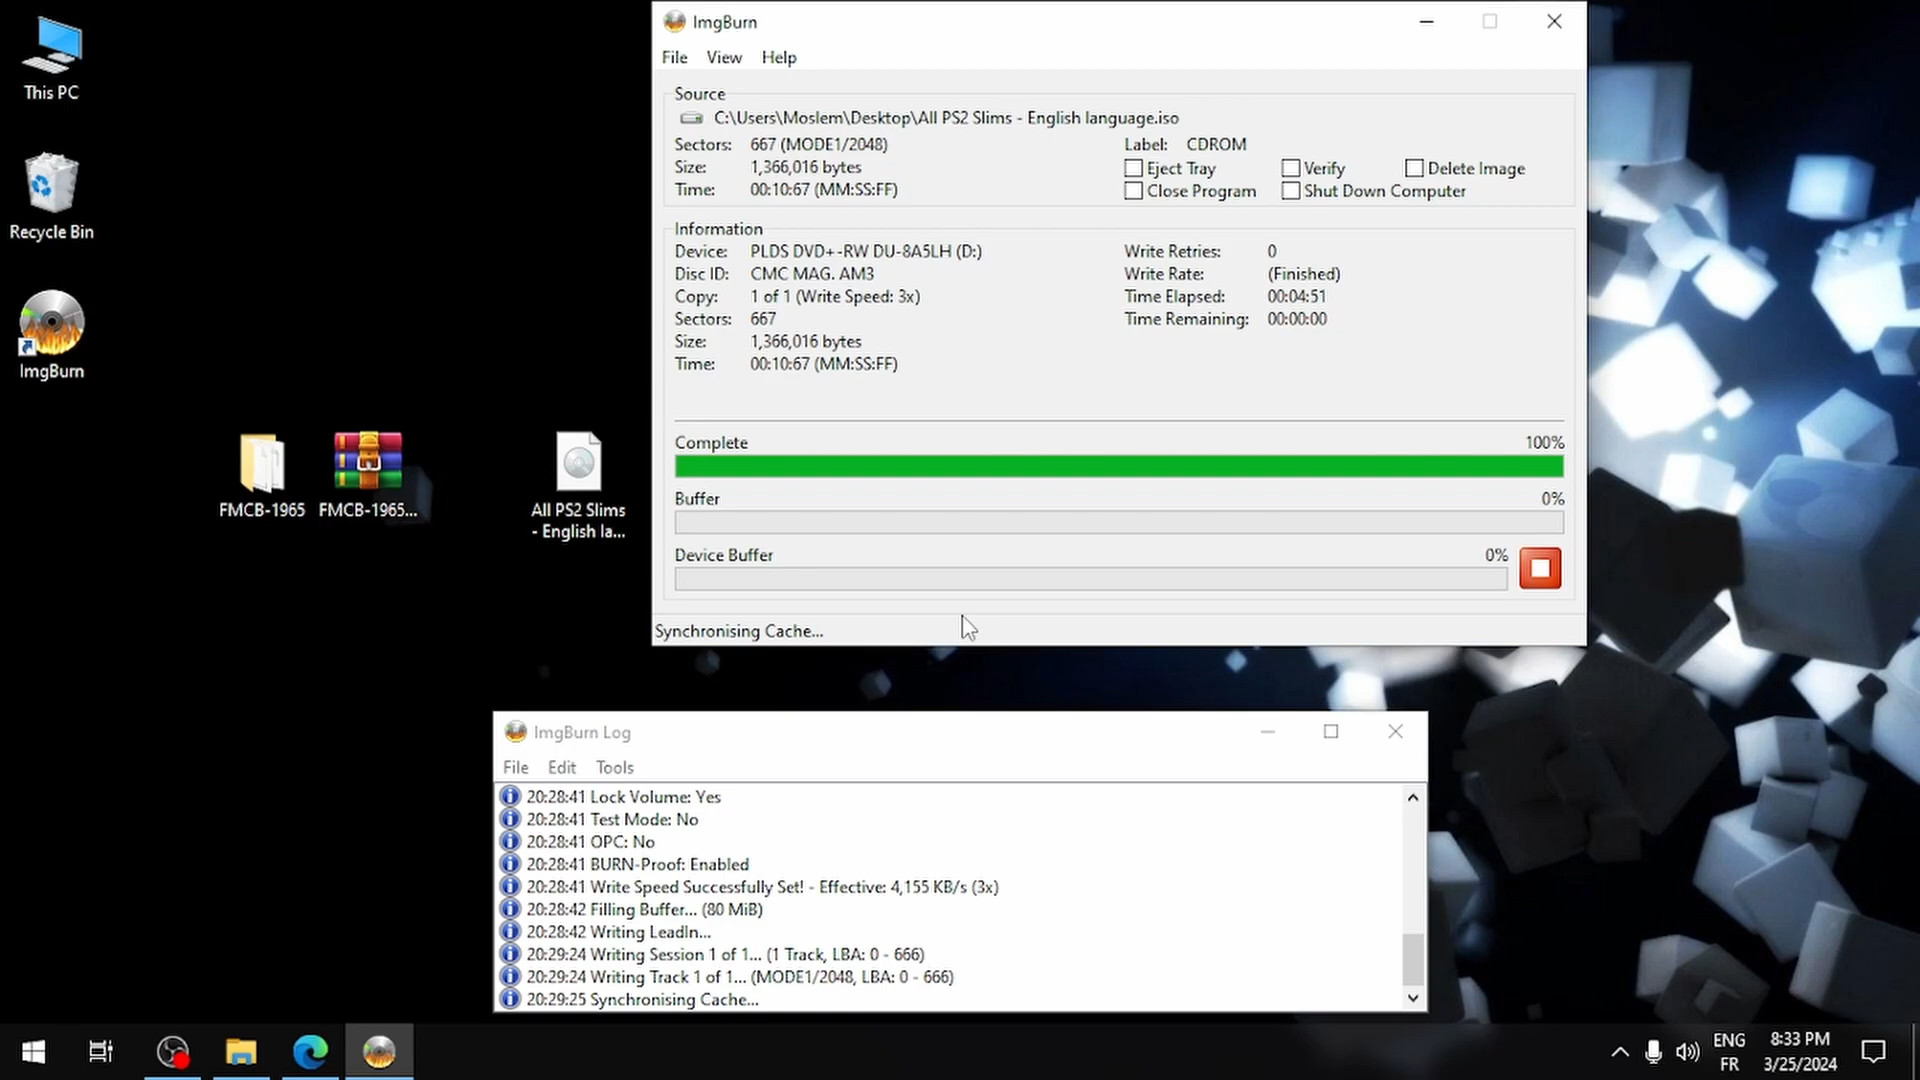 This PC
Recycle Bin
ImgBurn
FMCB-1965
FMCB-1965...
All PS2 Slims
- English la...
ImgBurn
File View Help
Source
C:\Users\Moslem\Desktop\All PS2 Slims - English language.iso
Sectors: 667 (MODE1/2048) Label: CDROM
Size: 1,366,016 bytes Eject Tray Verify Delete Image
Time: 00:10:67 (MM:SS:FF) Close Program Shut Down Computer
Information
Device: PLDS DVD+-RW DU-8A5LH (D:) Write Retries: 0
Disc ID: CMC MAG. AM3 Write Rate: (Finished)
Copy: 1 of 1 (Write Speed: 3x) Time Elapsed: 00:04:51
Sectors: 667 Time Remaining: 00:00:00
Size: 1,366,016 bytes
Time: 00:10:67 (MM:SS:FF)
Complete 100%
Buffer 0%
Device Buffer 0%
Synchronising Cache...
ImgBurn Log
File Edit Tools
20:28:41 Lock Volume: Yes
20:28:41 Test Mode: No
20:28:41 OPC: No
20:28:41 BURN-Proof: Enabled
20:28:41 Write Speed Successfully Set! - Effective: 4,155 KB/s (3x)
20:28:42 Filling Buffer... (80 MiB)
20:28:42 Writing LeadIn...
20:29:24 Writing Session 1 of 1... (1 Track, LBA: 0 - 666)
20:29:24 Writing Track 1 of 1... (MODE1/2048, LBA: 0 - 666)
20:29:25 Synchronising Cache...
ENG
FR
8:33 PM
3/25/2024